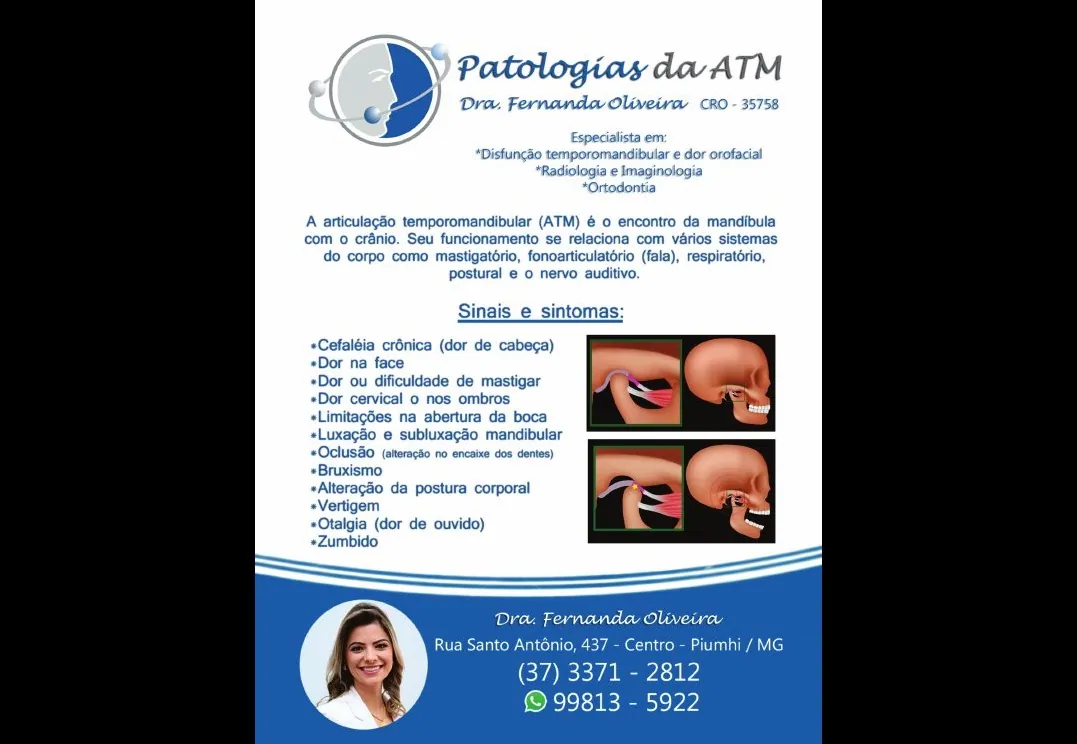 Patologias da ATM
Dra. Fernanda Oliveira CRO - 35758
Especialista em:
*Disfunção temporomandibular e dor orofacial
*Radiologia e Imaginologia
*Ortodontia
A articulação temporomandibular (ATM) é o encontro da mandíbula
com o crânio. Seu funcionamento se relaciona com vários sistemas
do corpo como mastigatório, fonoarticulatório (fala), respiratório,
postural e o nervo auditivo.
Sinais e sintomas:
*Cefaléia crônica (dor de cabeça)
*Dor na face
*Dor ou dificuldade de mastigar
*Dor cervical o nos ombros
*Limitações na abertura da boca
*Luxação e subluxação mandibular
*Oclusão (alteração no encaixe dos dentes)
*Bruxismo
*Alteração da postura corporal
*Vertigem
*Otalgia (dor de ouvido)
*Zumbido
Dra. Fernanda Oliveira
Rua Santo Antônio, 437 - Centro - Piumhi / MG
(37) 3371 - 2812
99813 - 5922